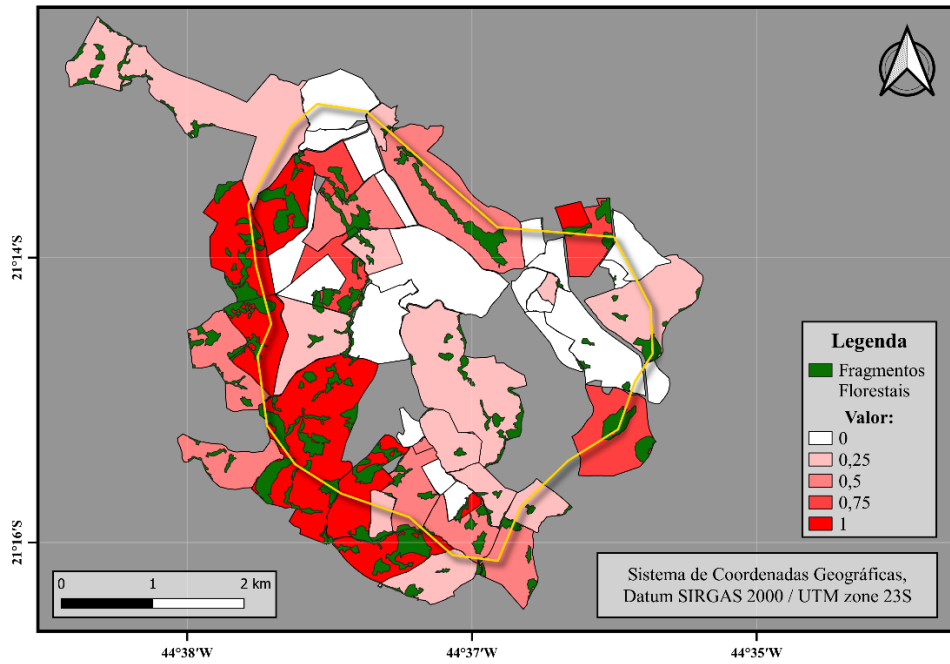 21°14'S
21°16'S
44°38'W
44°37'W
44°35'W
Legenda
Fragmentos
Florestais
Valor:
0
0,25
0,5
0,75
1
0 1 2 km
Sistema de Coordenadas Geográficas,
Datum SIRGAS 2000 / UTM zone 23S